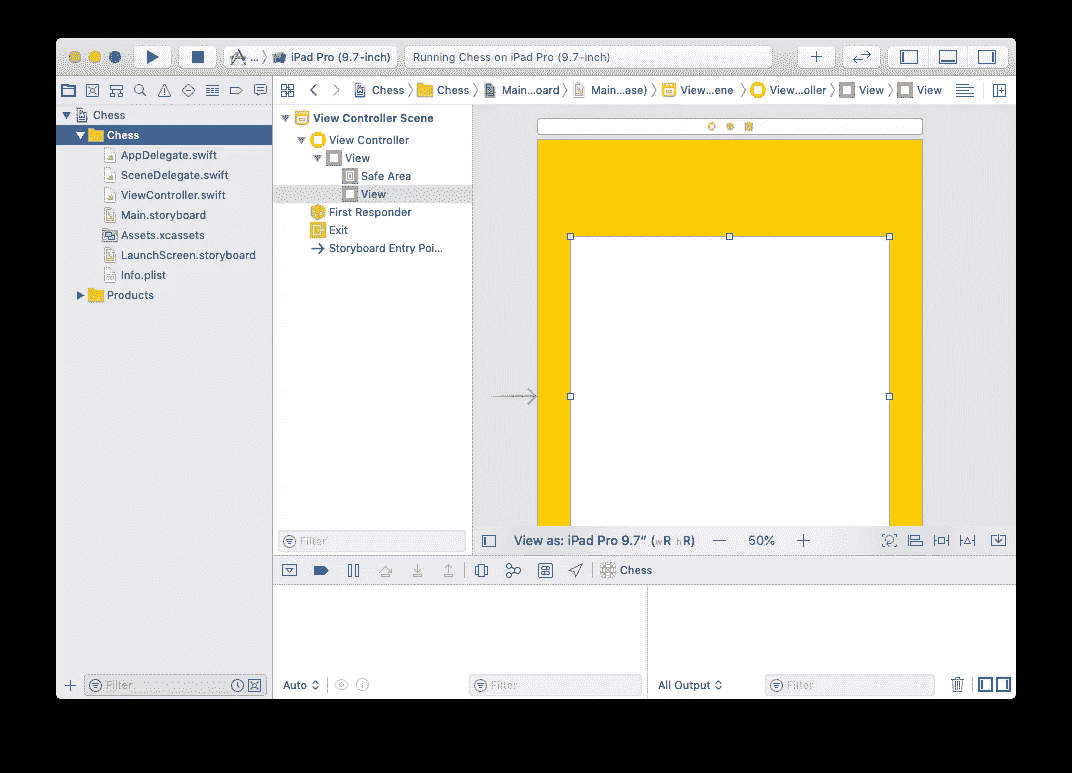 ... iPad Pro (9.7-inch) Running Chess on iPad Pro (9.7-inch)
Chess Chess Main...oard Main...ase) View...ene View...oller View View
Chess
Chess
AppDelegate.swift
SceneDelegate.swift
ViewController.swift
Main.storyboard
Assets.xcassets
LaunchScreen.storyboard
Info.plist
Products
View Controller Scene
View Controller
View
Safe Area
View
First Responder
Exit
Storyboard Entry Poi...
Filter
View as: iPad Pro 9.7" (wR hR) 50%
Chess
Filter
Auto
Filter
All Output
Filter